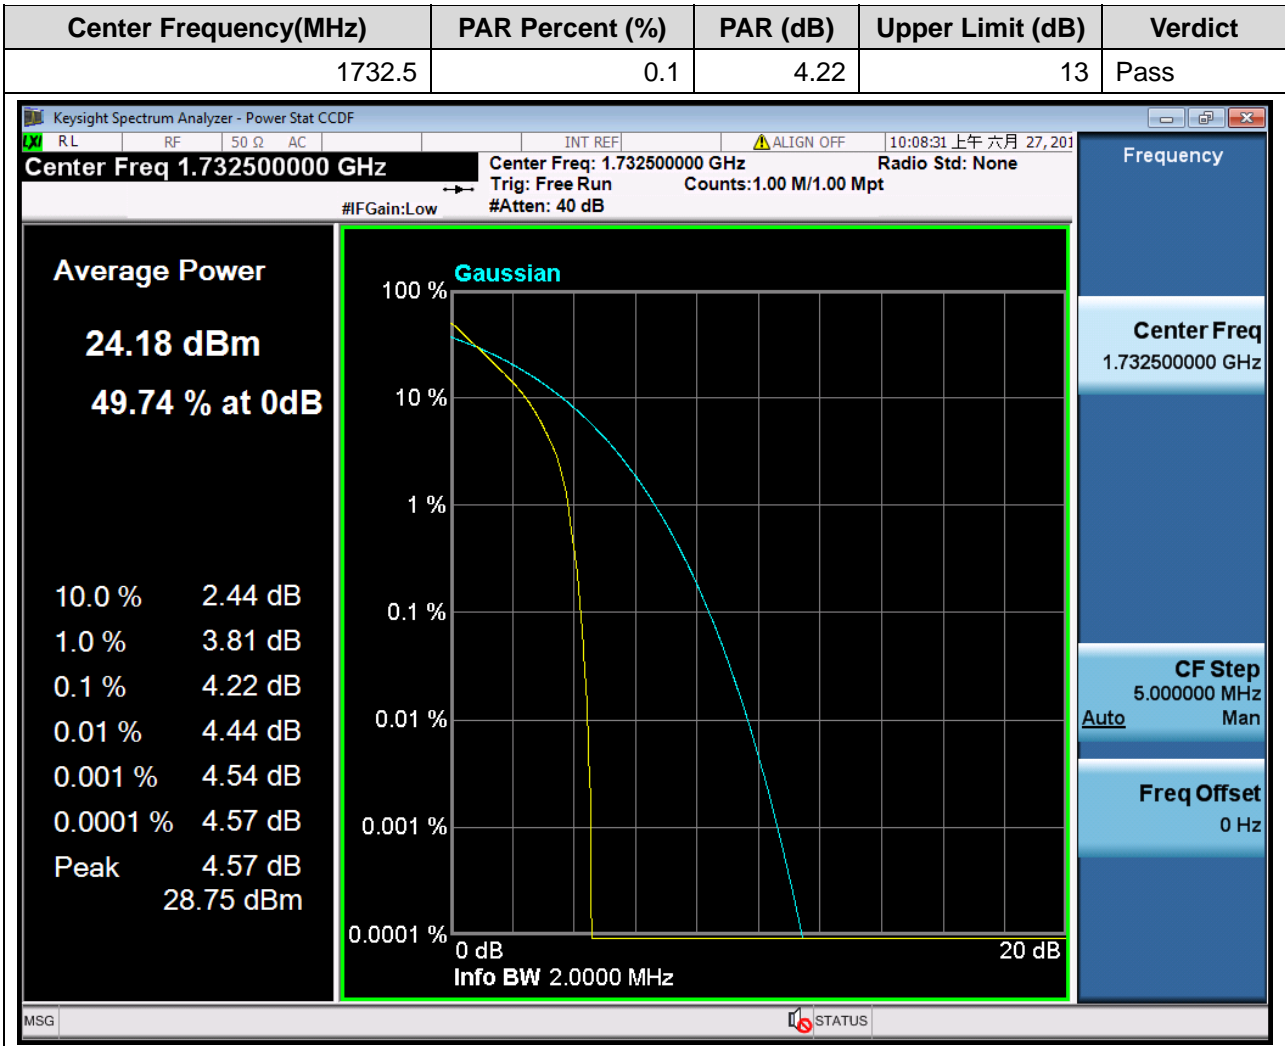 Center Frequency(MHz) PAR Percent (%) PAR (dB) Upper Limit (dB) Verdict
1732.5 0.1 4.22 13 Pass
Keysight Spectrum Analyzer - Power Stat CCDF
LXI RL RF 50 Ω AC INT REF ALIGN OFF 10:08:31 上午 六月 27, 201
Center Freq 1.732500000 GHz
Center Freq: 1.732500000 GHz Radio Std: None
Trig: Free Run Counts:1.00 M/1.00 Mpt
#IFGain:Low #Atten: 40 dB
Average Power
24.18 dBm
49.74 % at 0dB
10.0 % 2.44 dB
1.0 % 3.81 dB
0.1 % 4.22 dB
0.01 % 4.44 dB
0.001 % 4.54 dB
0.0001 % 4.57 dB
Peak 4.57 dB
28.75 dBm
Gaussian
100 %
10 %
1 %
0.1 %
0.01 %
0.001 %
0.0001 %
0 dB 20 dB
Info BW 2.0000 MHz
Frequency
Center Freq
1.732500000 GHz
CF Step
5.000000 MHz
Auto Man
Freq Offset
0 Hz
MSG STATUS